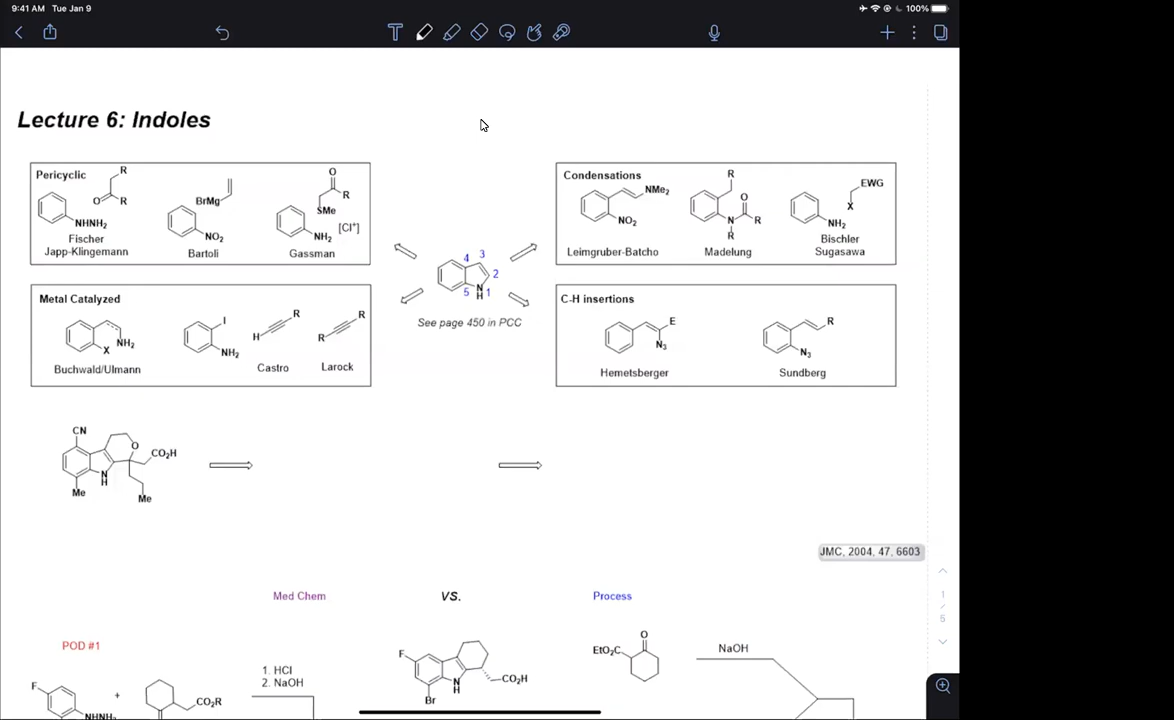 9:41 AM Tue Jan 9
100%
Lecture 6: Indoles
Pericyclic
R
O
R
NHNH₂
Fischer
Japp-Klingemann
BrMg
NO₂
Bartoli
O
R
SMe
NH₂
[Cl⁺]
Gassman
Condensations
NMe₂
NO₂
Leimgruber-Batcho
R
O
N
R
R
Madelung
EWG
X
NH₂
Bischler
Sugasawa
4
3
2
5
N
H
1
See page 450 in PCC
Metal Catalyzed
NH₂
X
Buchwald/Ulmann
I
NH₂
R
H
Castro
R
R
Larock
C-H insertions
E
N₃
Hemetsberger
R
N₃
Sundberg
CN
O
CO₂H
N
H
Me
Me
JMC, 2004, 47, 6603
1
/
5
Med Chem
VS.
Process
POD #1
F
NHNH₂
+
CO₂R
1. HCl
2. NaOH
F
N
H
CO₂H
Br
O
EtO₂C
NaOH